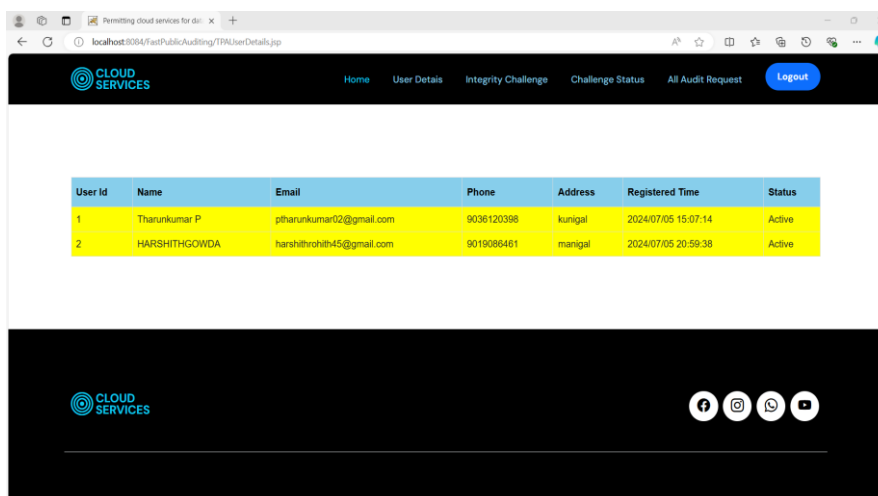 Permitting cloud services for dat
localhost:8084/FastPublicAuditing/TPAUserDetails.jsp
CLOUD SERVICES
Home User Detais Integrity Challenge Challenge Status All Audit Request Logout
User Id Name Email Phone Address Registered Time Status
1 Tharunkumar P ptharunkumar02@gmail.com 9036120398 kunigal 2024/07/05 15:07:14 Active
2 HARSHITHGOWDA harshithrohith45@gmail.com 9019086461 manigal 2024/07/05 20:59:38 Active
CLOUD
SERVICES